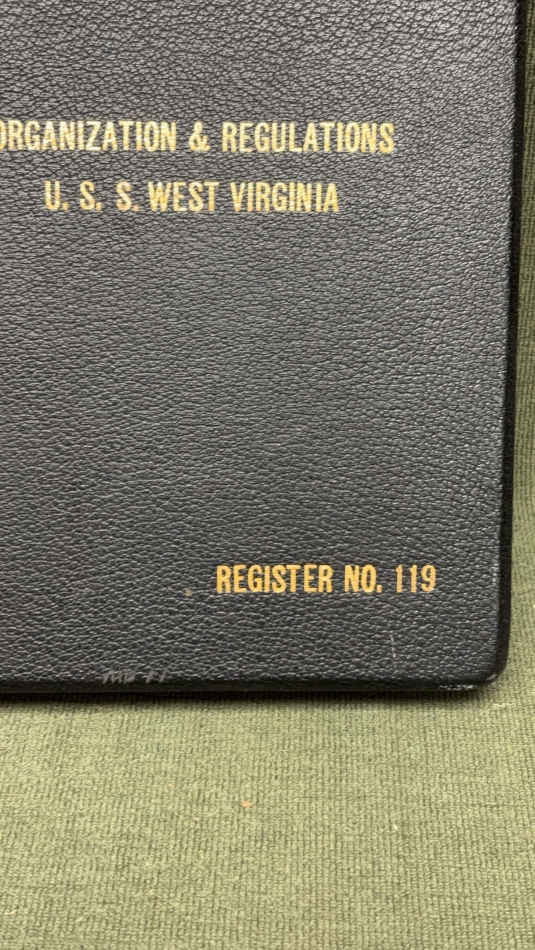 ORGANIZATION & REGULATIONS
U. S. S. WEST VIRGINIA
REGISTER NO. 119